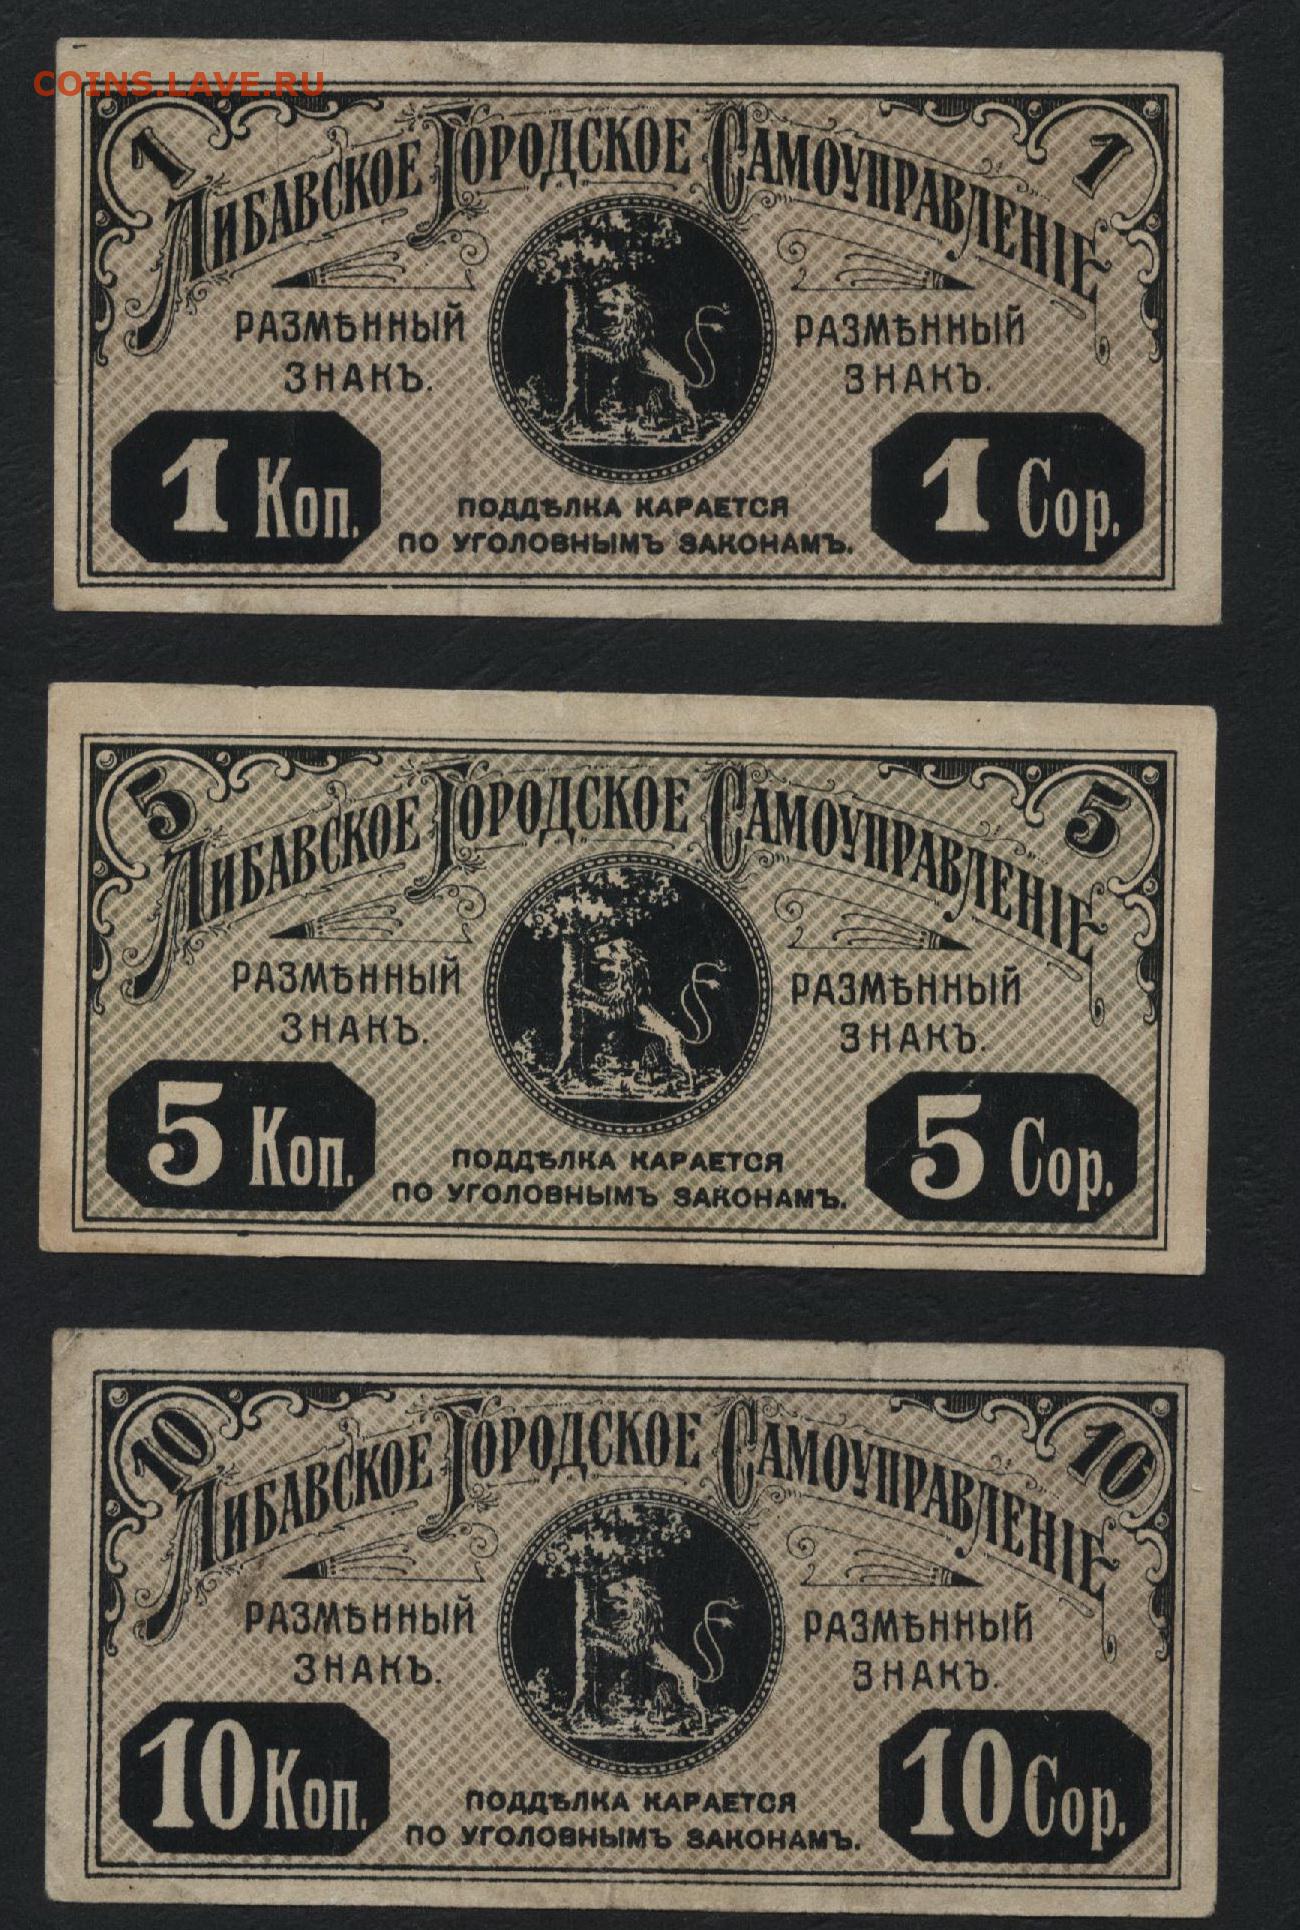 COINS.LAVE.RU
1 1
Либавское Городское Самоуправленіе
РАЗМѢННЫЙ РАЗМѢННЫЙ
ЗНАКЪ. ЗНАКЪ.
1 Коп. 1 Cop.
ПОДДѢЛКА КАРАЕТСЯ
ПО УГОЛОВНЫМЪ ЗАКОНАМЪ.
5 5
Либавское Городское Самоуправленіе
РАЗМѢННЫЙ РАЗМѢННЫЙ
ЗНАКЪ. ЗНАКЪ.
5 Коп. 5 Cop.
ПОДДѢЛКА КАРАЕТСЯ
ПО УГОЛОВНЫМЪ ЗАКОНАМЪ.
10 10
Либавское Городское Самоуправленіе
РАЗМѢННЫЙ РАЗМѢННЫЙ
ЗНАКЪ. ЗНАКЪ.
10 Коп. 10 Cop.
ПОДДѢЛКА КАРАЕТСЯ
ПО УГОЛОВНЫМЪ ЗАКОНАМЪ.